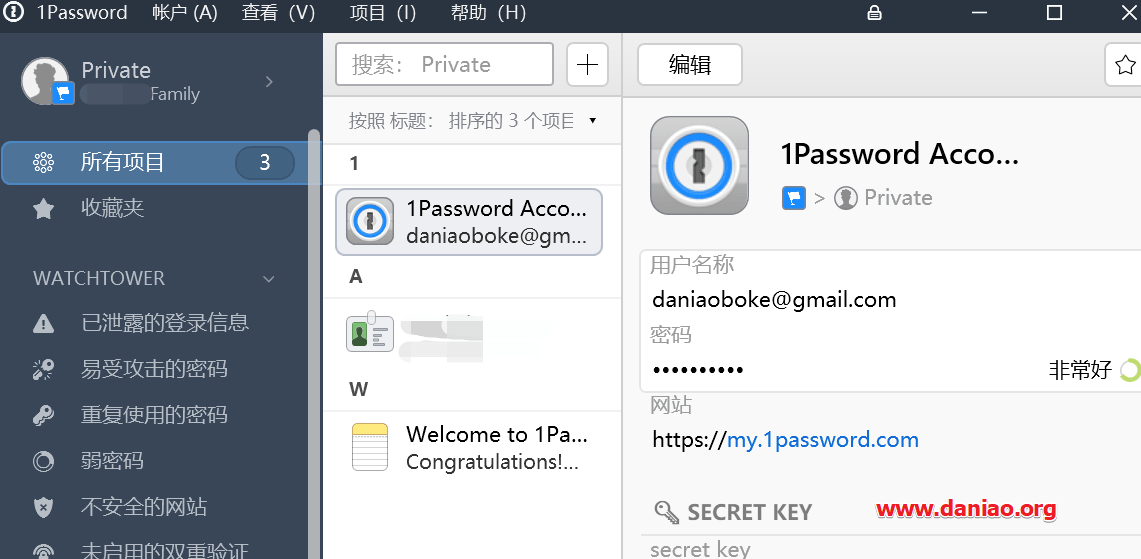 1Password 帐户 (A) 查看 (V) 项目 (I) 帮助 (H)
Private
Family
所有项目 3
收藏夹
WATCHTOWER
已泄露的登录信息
易受攻击的密码
重复使用的密码
弱密码
不安全的网站
未启用的双重验证
搜索： Private
按照 标题： 排序的 3 个项目
1
1Password Acco...
daniaoboke@gm...
A
W
Welcome to 1Pa...
Congratulations!...
编辑
1Password Acco...
> Private
用户名称
daniaoboke@gmail.com
密码
•••••••••• 非常好
网站
https://my.1password.com
SECRET KEY
www.daniao.org
secret key